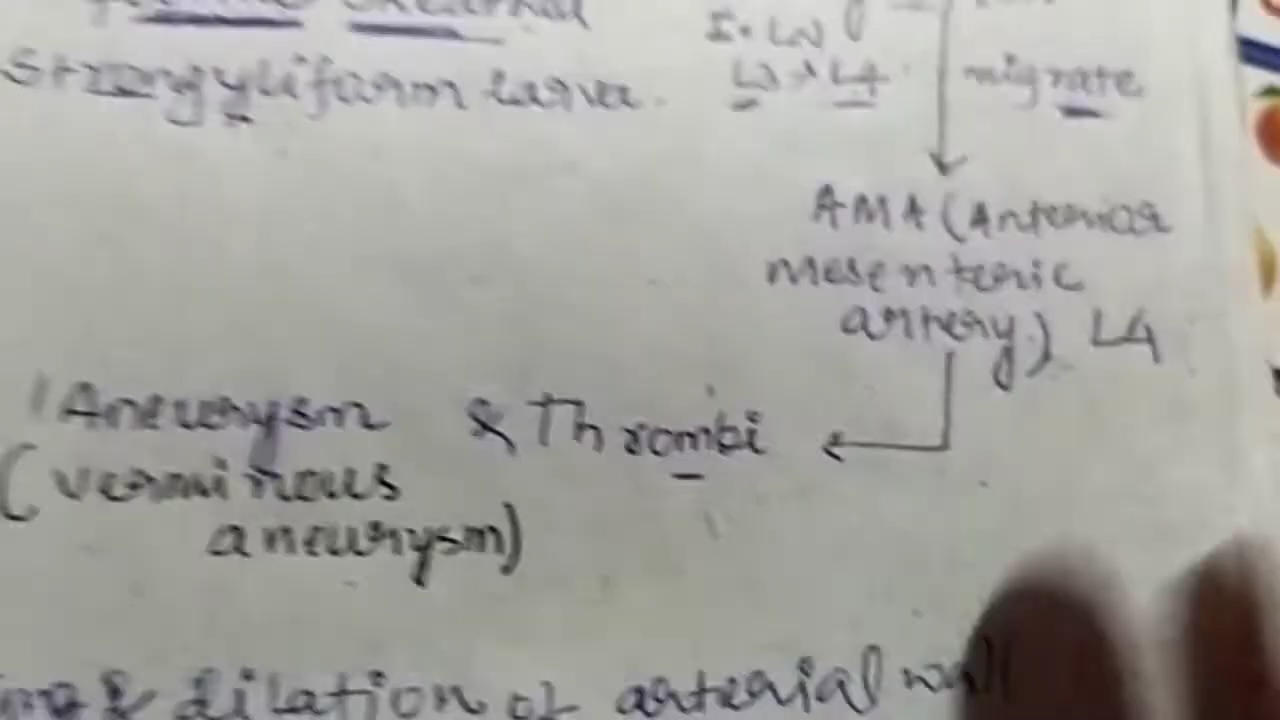 Strongyliform larva.
L3 → L4
migrate
AMA (Anterior
mesenteric
artery) L4
Aneurysm & Thrombi
(verminous
aneurysm)
& dilation of arterial wall